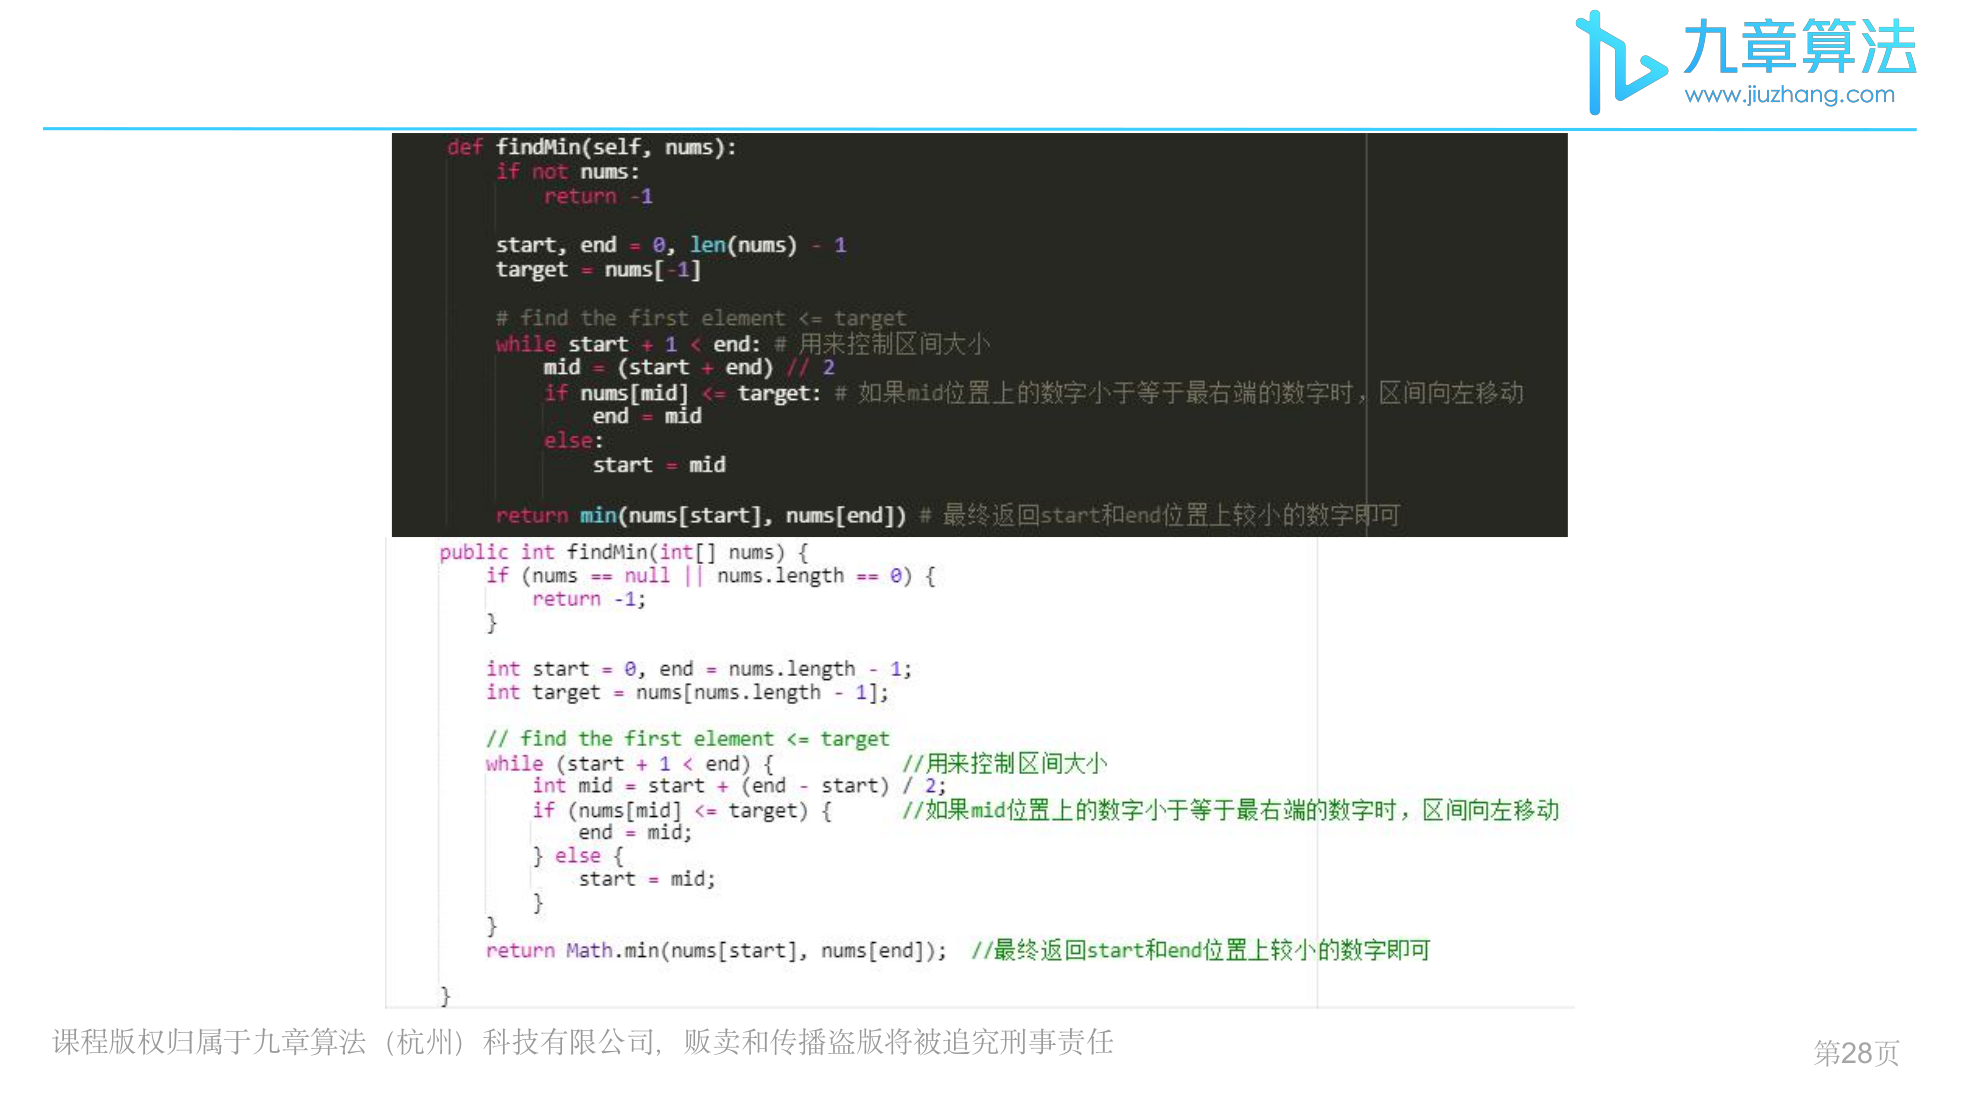 九章算法
www.jiuzhang.com
def findMin(self, nums):
if not nums:
return -1
start, end = 0, len(nums) - 1
target = nums[-1]
# find the first element <= target
while start + 1 < end: # 用来控制区间大小
mid = (start + end) // 2
if nums[mid] <= target: # 如果mid位置上的数字小于等于最右端的数字时，区间向左移动
end = mid
else:
start = mid
return min(nums[start], nums[end]) # 最终返回start和end位置上较小的数字即可
public int findMin(int[] nums) {
if (nums == null || nums.length == 0) {
return -1;
}
int start = 0, end = nums.length - 1;
int target = nums[nums.length - 1];
// find the first element <= target
while (start + 1 < end) { //用来控制区间大小
int mid = start + (end - start) / 2;
if (nums[mid] <= target) { //如果mid位置上的数字小于等于最右端的数字时，区间向左移动
end = mid;
} else {
start = mid;
}
}
return Math.min(nums[start], nums[end]); //最终返回start和end位置上较小的数字即可
}
课程版权归属于九章算法（杭州）科技有限公司，贩卖和传播盗版将被追究刑事责任
第28页